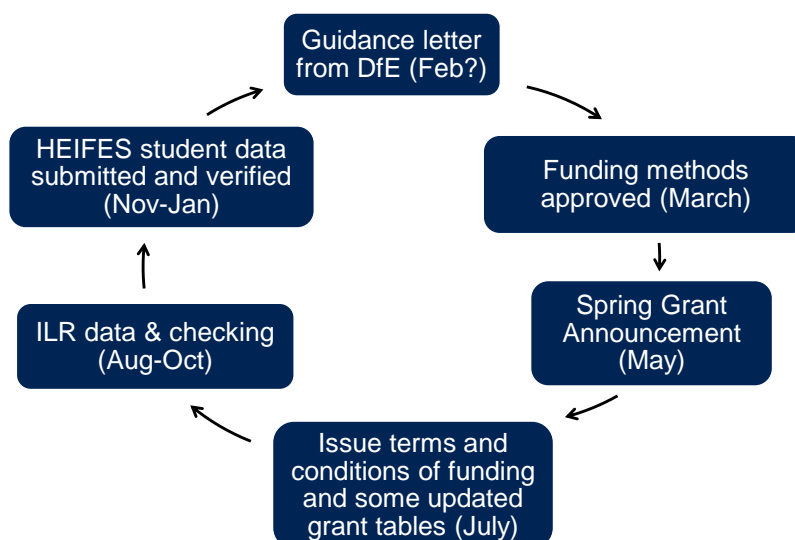 Guidance letter
from DfE (Feb?)
Funding methods
approved (March)
Spring Grant
Announcement
(May)
Issue terms and
conditions of funding
and some updated
grant tables (July)
ILR data & checking
(Aug-Oct)
HEIFES student data
submitted and verified
(Nov-Jan)